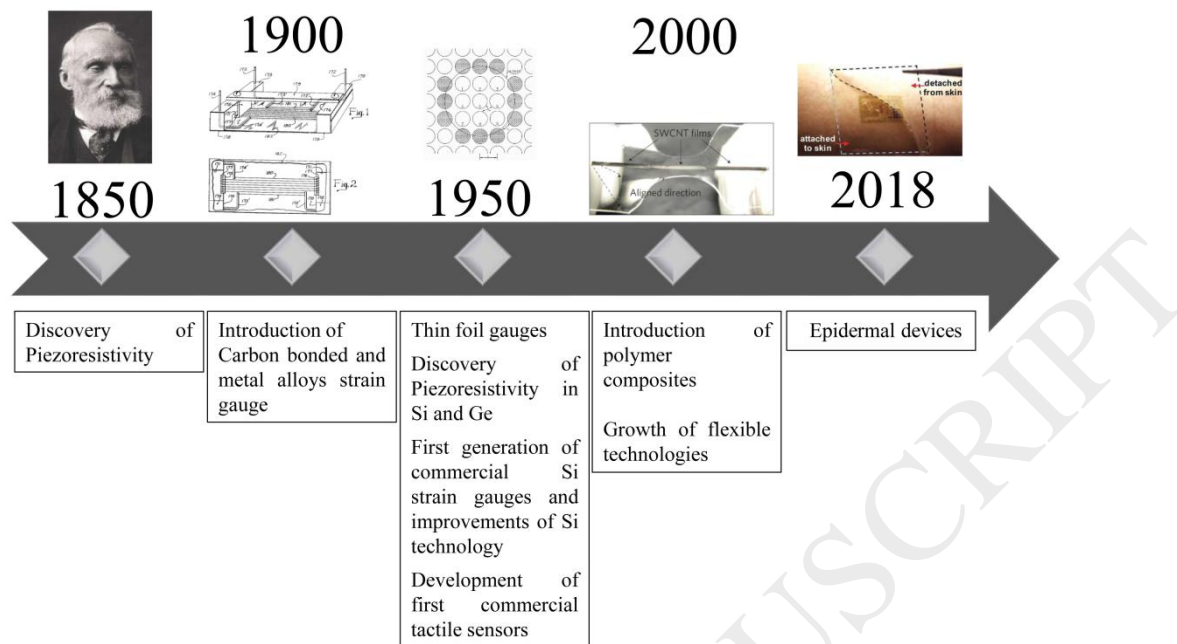 1900
2000
Fig.1
Fig.2
detached
from skin
attached
to skin
SWCNT films
Aligned direction
1850
1950
2018
Discovery of
Piezoresistivity
Introduction of
Carbon bonded and
metal alloys strain
gauge
Thin foil gauges
Discovery of
Piezoresistivity in
Si and Ge
First generation of
commercial Si
strain gauges and
improvements of Si
technology
Development of
first commercial
tactile sensors
Introduction of
polymer
composites
Growth of flexible
technologies
Epidermal devices
USCRIPT